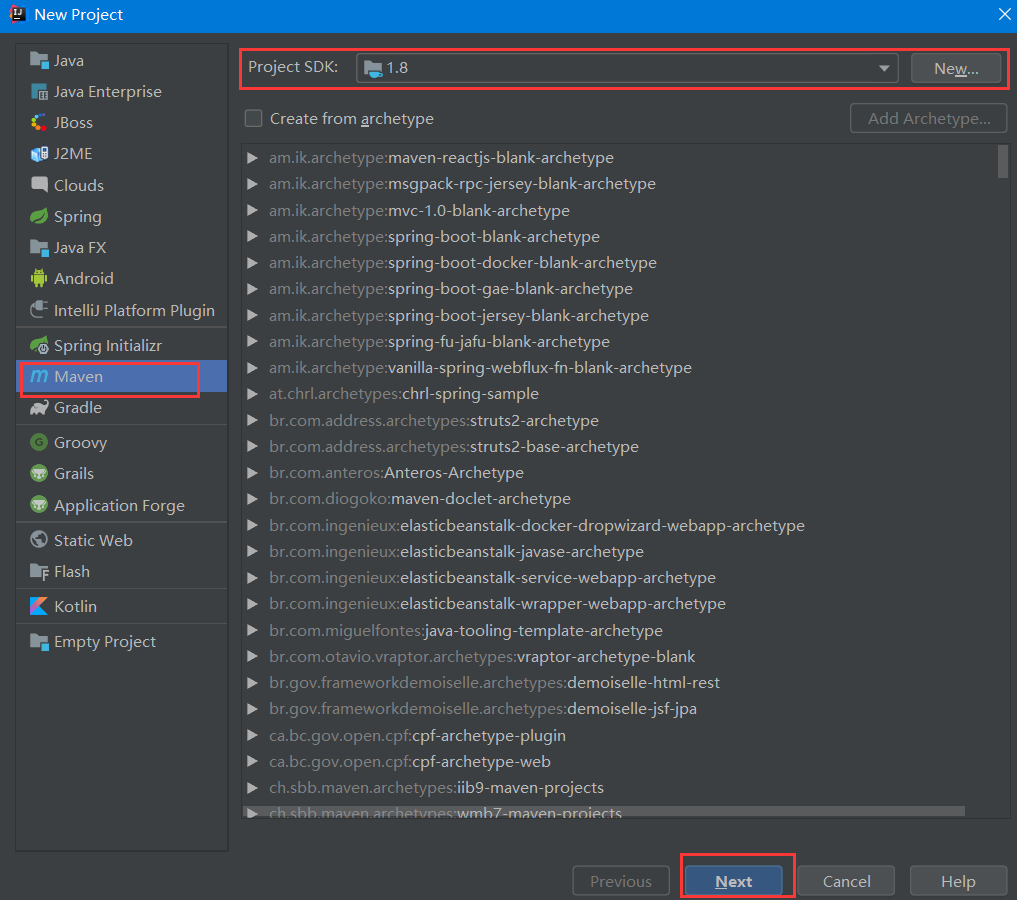 New Project
Java
Java Enterprise
JBoss
J2ME
Clouds
Spring
Java FX
Android
IntelliJ Platform Plugin
Spring Initializr
Maven
Gradle
Groovy
Grails
Application Forge
Static Web
Flash
Kotlin
Empty Project
Project SDK: 1.8 New...
Create from archetype Add Archetype...
am.ik.archetype:maven-reactjs-blank-archetype
am.ik.archetype:msgpack-rpc-jersey-blank-archetype
am.ik.archetype:mvc-1.0-blank-archetype
am.ik.archetype:spring-boot-blank-archetype
am.ik.archetype:spring-boot-docker-blank-archetype
am.ik.archetype:spring-boot-gae-blank-archetype
am.ik.archetype:spring-boot-jersey-blank-archetype
am.ik.archetype:spring-fu-jafu-blank-archetype
am.ik.archetype:vanilla-spring-webflux-fn-blank-archetype
at.chrl.archetypes:chrl-spring-sample
br.com.address.archetypes:struts2-archetype
br.com.address.archetypes:struts2-base-archetype
br.com.anteros:Anteros-Archetype
br.com.diogoko:maven-doclet-archetype
br.com.ingenieux:elasticbeanstalk-docker-dropwizard-webapp-archetype
br.com.ingenieux:elasticbeanstalk-javase-archetype
br.com.ingenieux:elasticbeanstalk-service-webapp-archetype
br.com.ingenieux:elasticbeanstalk-wrapper-webapp-archetype
br.com.miguelfontes:java-tooling-template-archetype
br.com.otavio.vraptor.archetypes:vraptor-archetype-blank
br.gov.frameworkdemoiselle.archetypes:demoiselle-html-rest
br.gov.frameworkdemoiselle.archetypes:demoiselle-jsf-jpa
ca.bc.gov.open.cpf:cpf-archetype-plugin
ca.bc.gov.open.cpf:cpf-archetype-web
ch.sbb.maven.archetypes:iib9-maven-projects
ch.sbb.maven.archetypes:wmb7-maven-projects
Previous Next Cancel Help